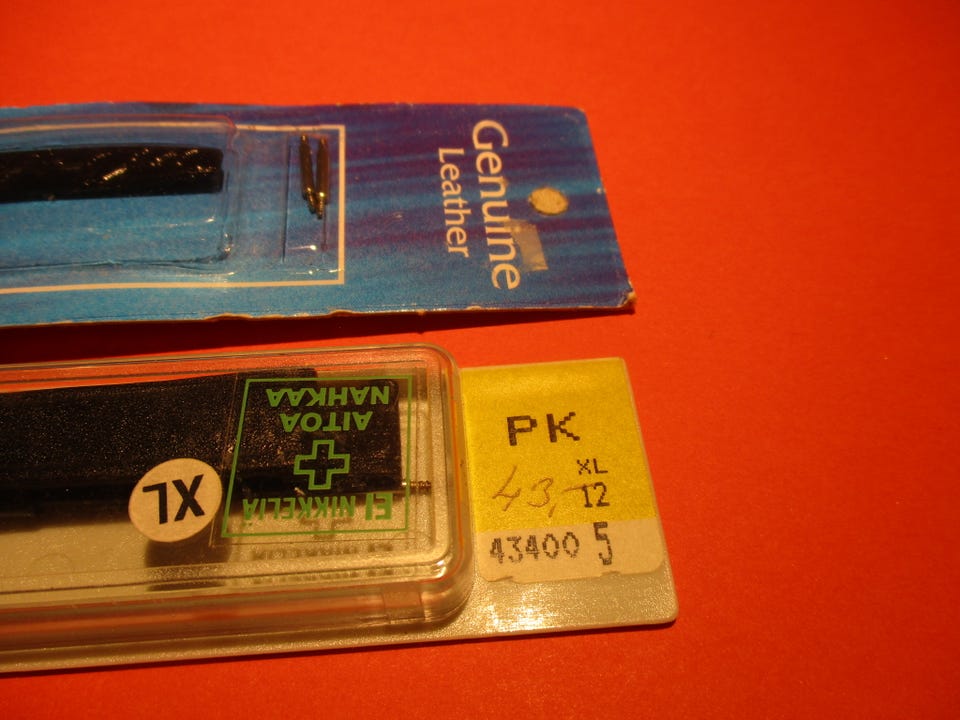 Genuine
Leather
AITOA
NAHKAA
EI NIKKELIÄ
XL
PK
XL
43,- 12
43400 5